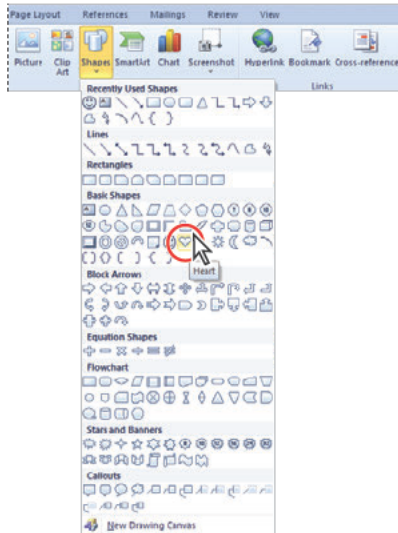 Page Layout References Mailings Review View
Picture Clip Art Shapes SmartArt Chart Screenshot Hyperlink Bookmark Cross-reference
Links
Recently Used Shapes
Lines
Rectangles
Basic Shapes
Heart
Block Arrows
Equation Shapes
Flowchart
Stars and Banners
Callouts
New Drawing Canvas